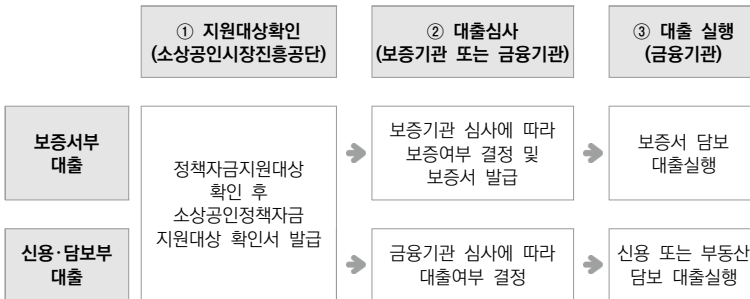 ① 지원대상확인
(소상공인시장진흥공단)
② 대출심사
(보증기관 또는 금융기관)
③ 대출 실행
(금융기관)
보증서부
대출
정책자금지원대상
확인 후
소상공인정책자금
지원대상 확인서 발급
보증기관 심사에 따라
보증여부 결정 및
보증서 발급
보증서 담보
대출실행
신용·담보부
대출
금융기관 심사에 따라
대출여부 결정
신용 또는 부동산
담보 대출실행